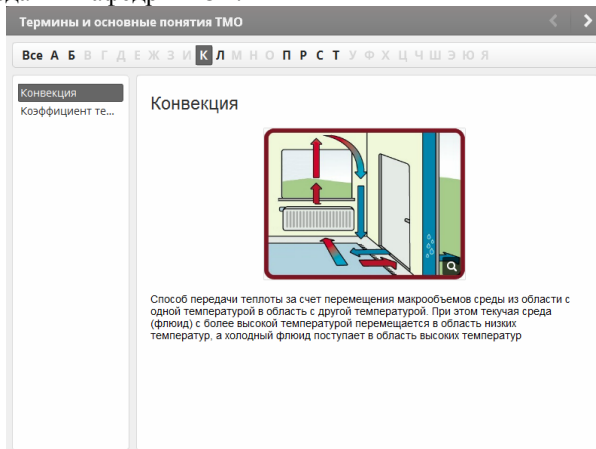 Термины и основные понятия ТМО
Все А Б В Г Д Е Ж З И К Л М Н О П Р С Т У Ф Х Ц Ч Ш Э Ю Я
Конвекция
Коэффициент те...
Конвекция
Способ передачи теплоты за счет перемещения макрообъемов среды из области с
одной температурой в область с другой температурой. При этом текучая среда
(флюид) с более высокой температурой перемещается в область низких
температур, а холодный флюид поступает в область высоких температур